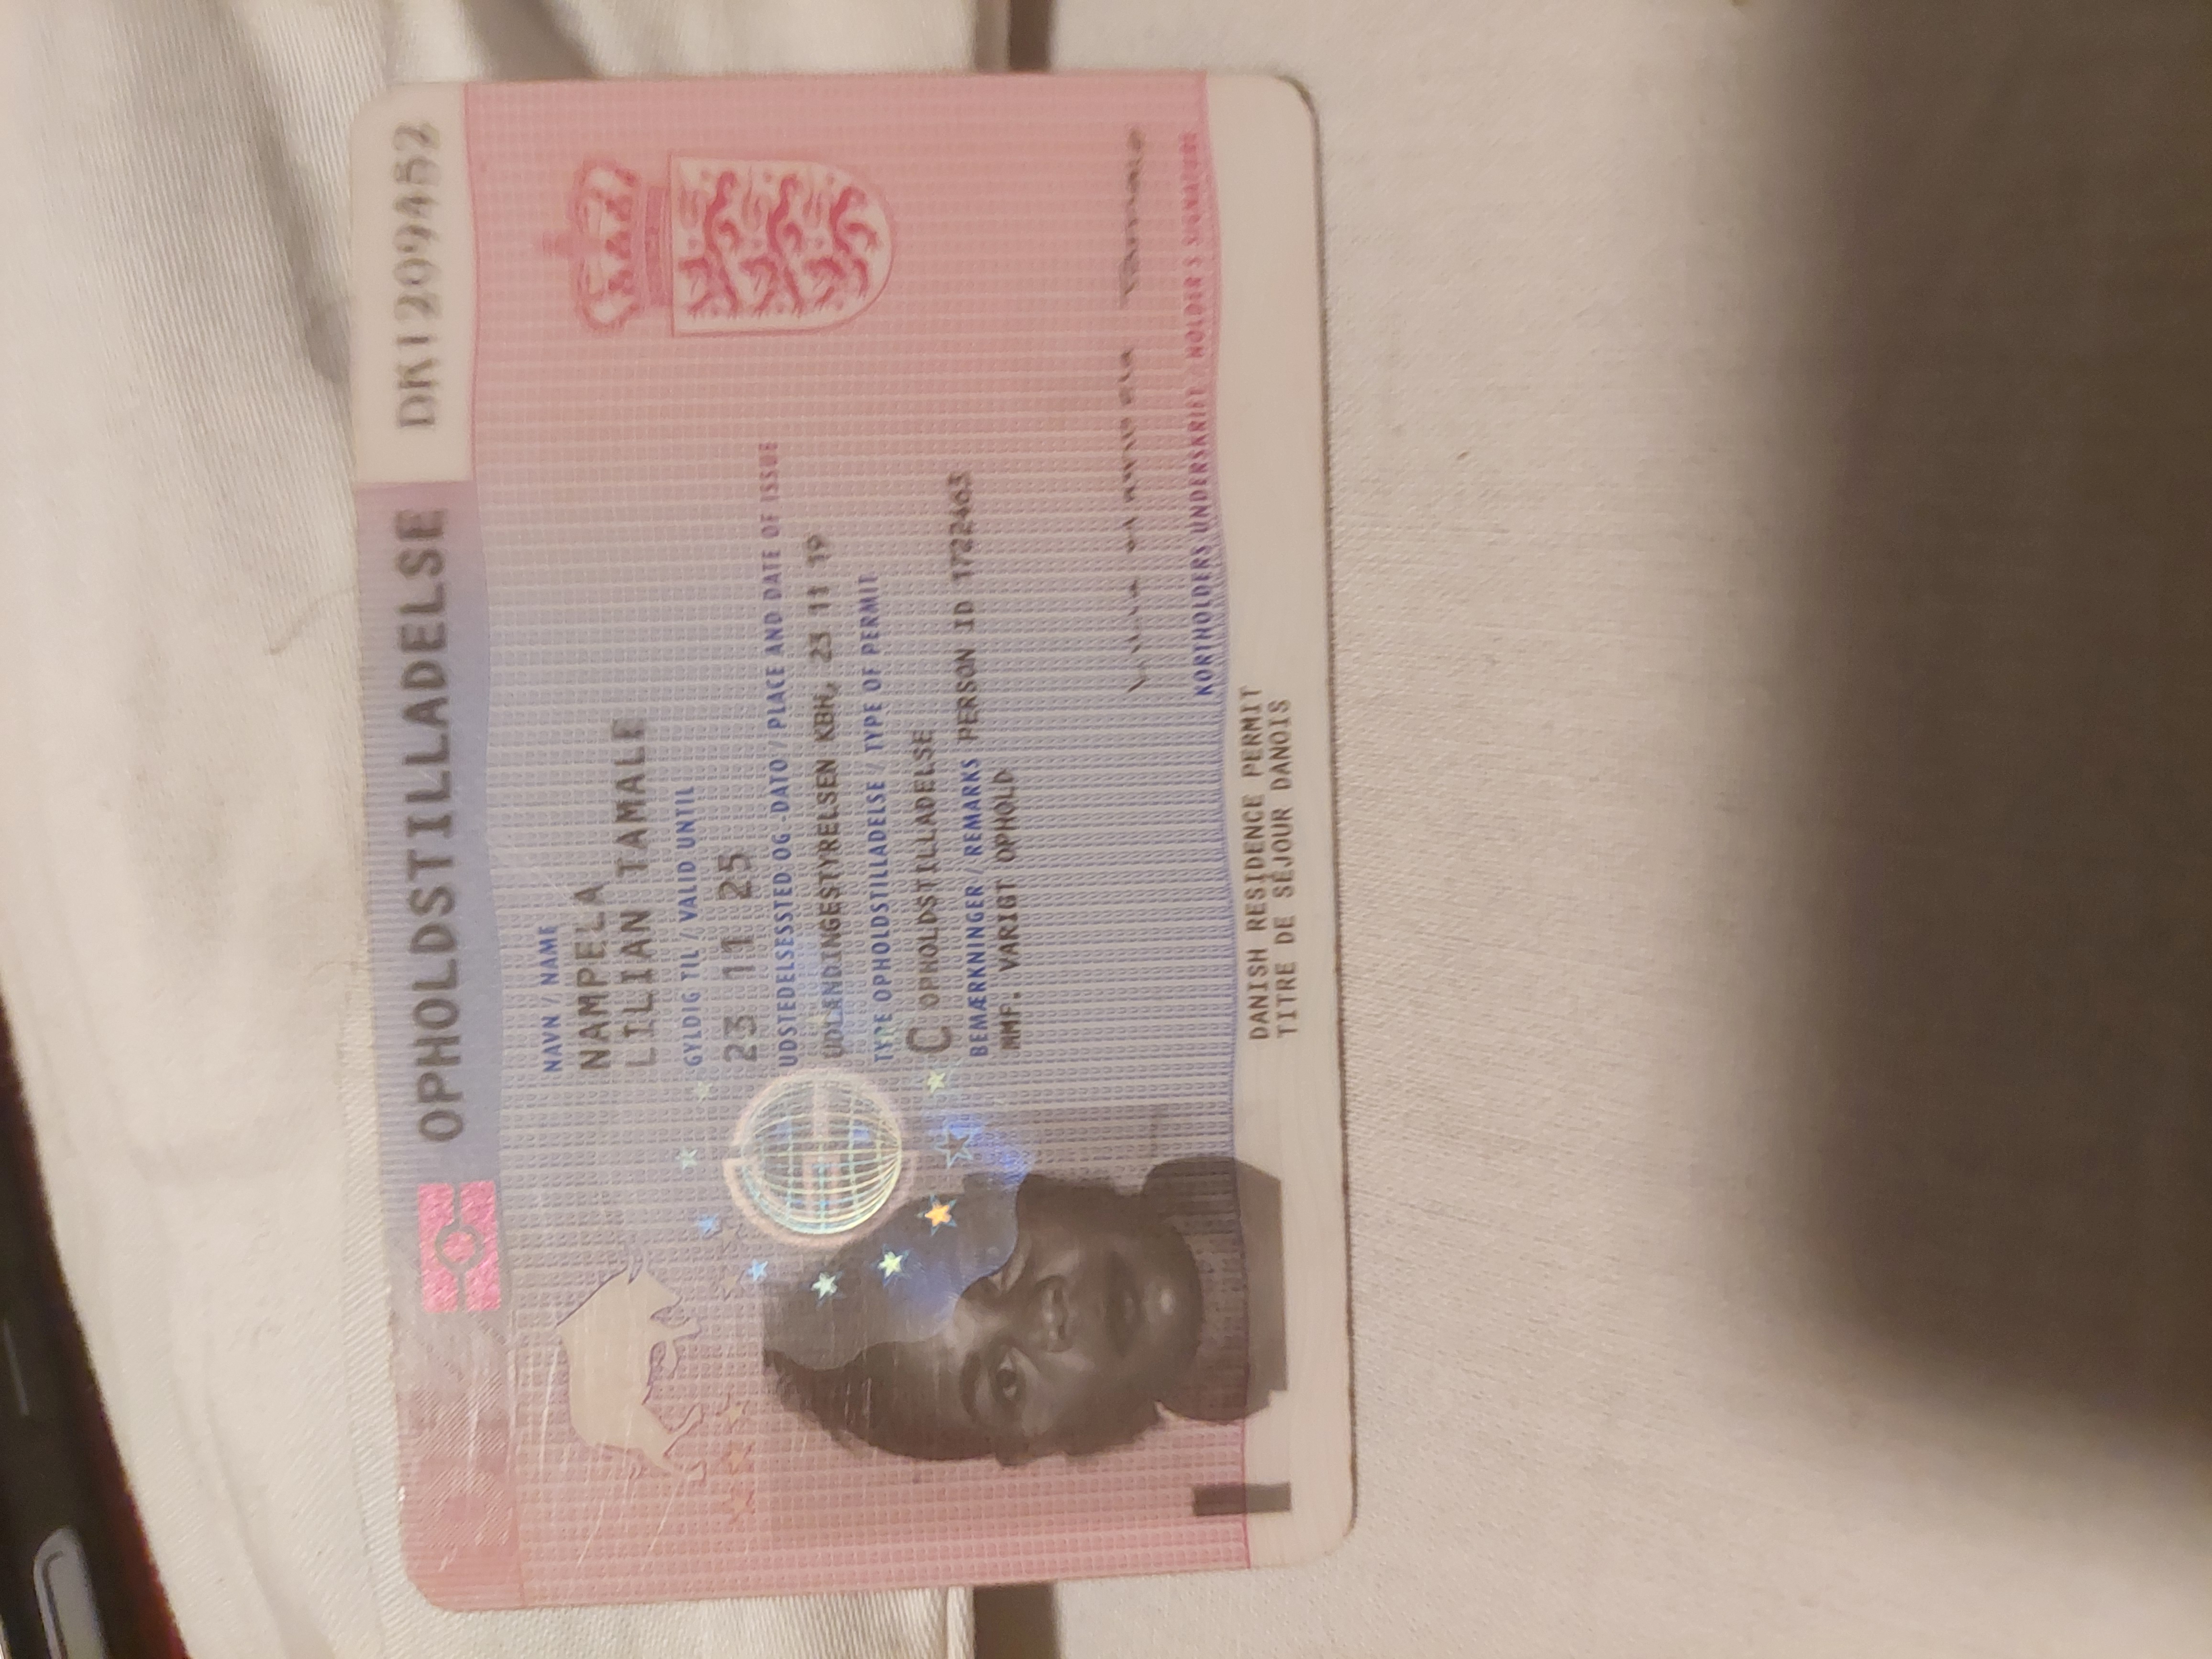 OPHOLDSTILLADELSE
DK1209452
NAVN / NAME
NAMPELA
LILIAN TAMALE
GYLDIG TIL / VALID UNTIL
23 11 25
UDSTEDELSESSTED OG -DATO / PLACE AND DATE OF ISSUE
UDLÆNDINGESTYRELSEN KBH, 23 11 19
TYPE OPHOLDSTILLADELSE / TYPE OF PERMIT
C OPHOLDSTILLADELSE
BEMÆRKNINGER / REMARKS PERSON ID 1722463
MMF. VARIGT OPHOLD
Tamale
KORTHOLDERS UNDERSKRIFT / HOLDER'S SIGNATURE
DANISH RESIDENCE PERMIT
TITRE DE SÉJOUR DANOIS